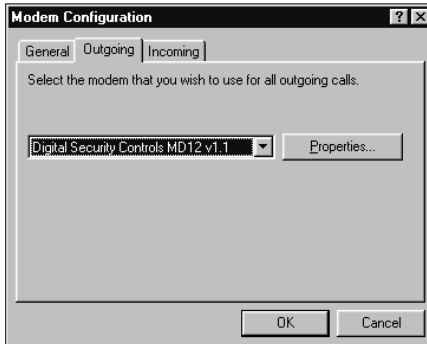 Modem Configuration
General Outgoing Incoming
Select the modem that you wish to use for all outgoing calls.
Digital Security Controls MD12 v1.1 Properties...
OK Cancel